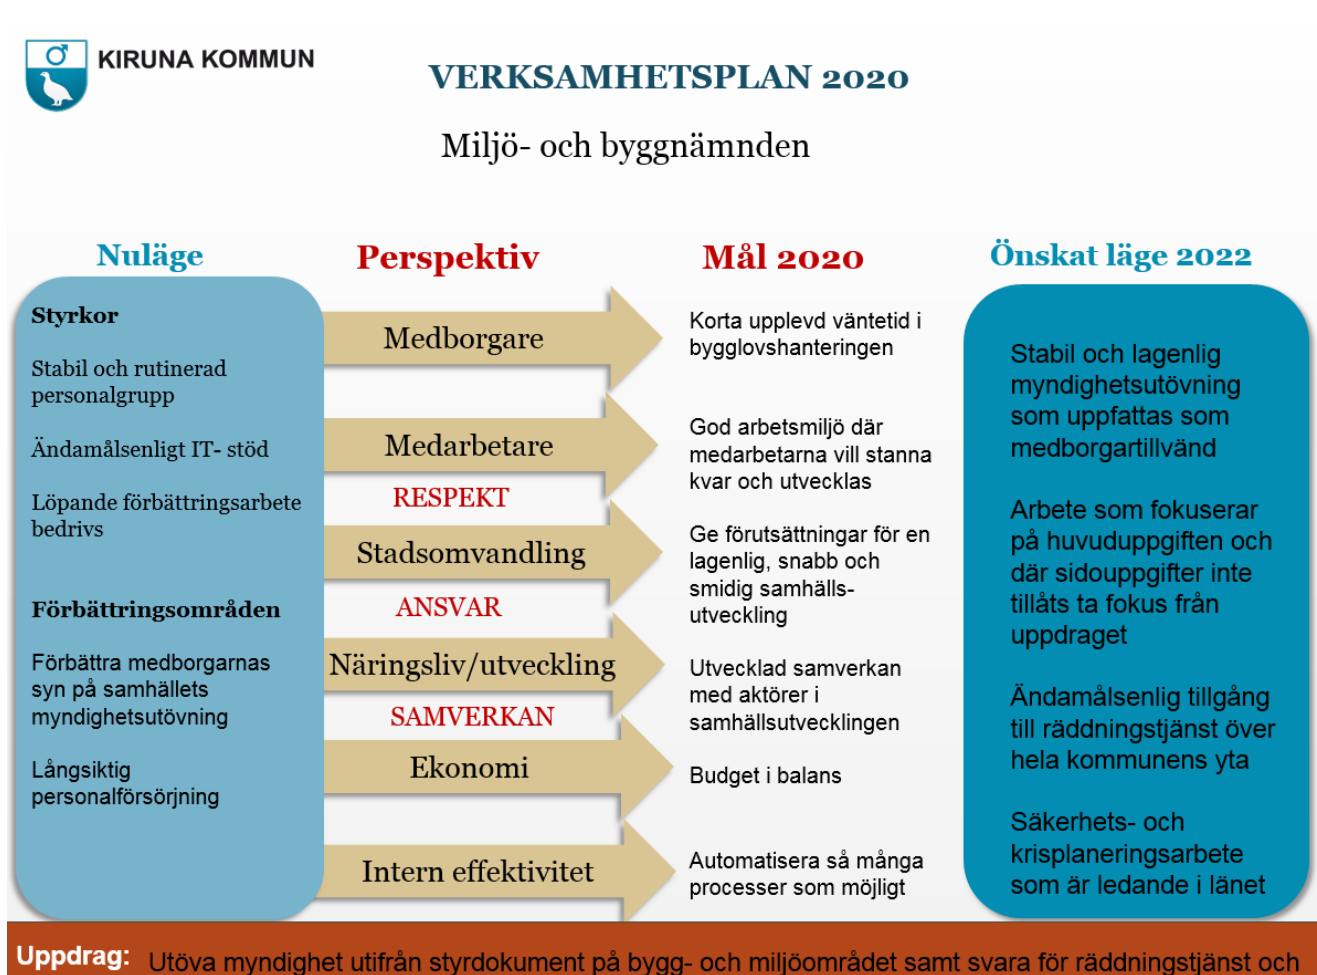 KIRUNA KOMMUN
VERKSAMHETSPLAN 2020
Miljö- och byggnämnden
Nuläge
Styrkor
Stabil och rutinerad
personalgrupp
Ändamålsenligt IT- stöd
Löpande förbättringsarbete
bedrivs
Förbättringsområden
Förbättra medborgarnas
syn på samhällets
myndighetsutövning
Långsiktig
personalförsörjning
Perspektiv
Medborgare
Medarbetare
RESPEKT
Stadsomvandling
ANSVAR
Näringsliv/utveckling
SAMVERKAN
Ekonomi
Intern effektivitet
Mål 2020
Korta upplevd väntetid i
bygglovshanteringen
God arbetsmiljö där
medarbetarna vill stanna
kvar och utvecklas
Ge förutsättningar för en
lagenlig, snabb och
smidig samhälls-
utveckling
Utvecklad samverkan
med aktörer i
samhällsutvecklingen
Budget i balans
Automatisera så många
processer som möjligt
Önskat läge 2022
Stabil och lagenlig
myndighetsutövning
som uppfattas som
medborgartillvänd
Arbete som fokuserar
på huvuduppgiften och
där sidouppgifter inte
tillåts ta fokus från
uppdraget
Ändamålsenlig tillgång
till räddningstjänst över
hela kommunens yta
Säkerhets- och
krisplaneringsarbete
som är ledande i länet
Uppdrag: Utöva myndighet utifrån styrdokument på bygg- och miljöområdet samt svara för räddningstjänst och